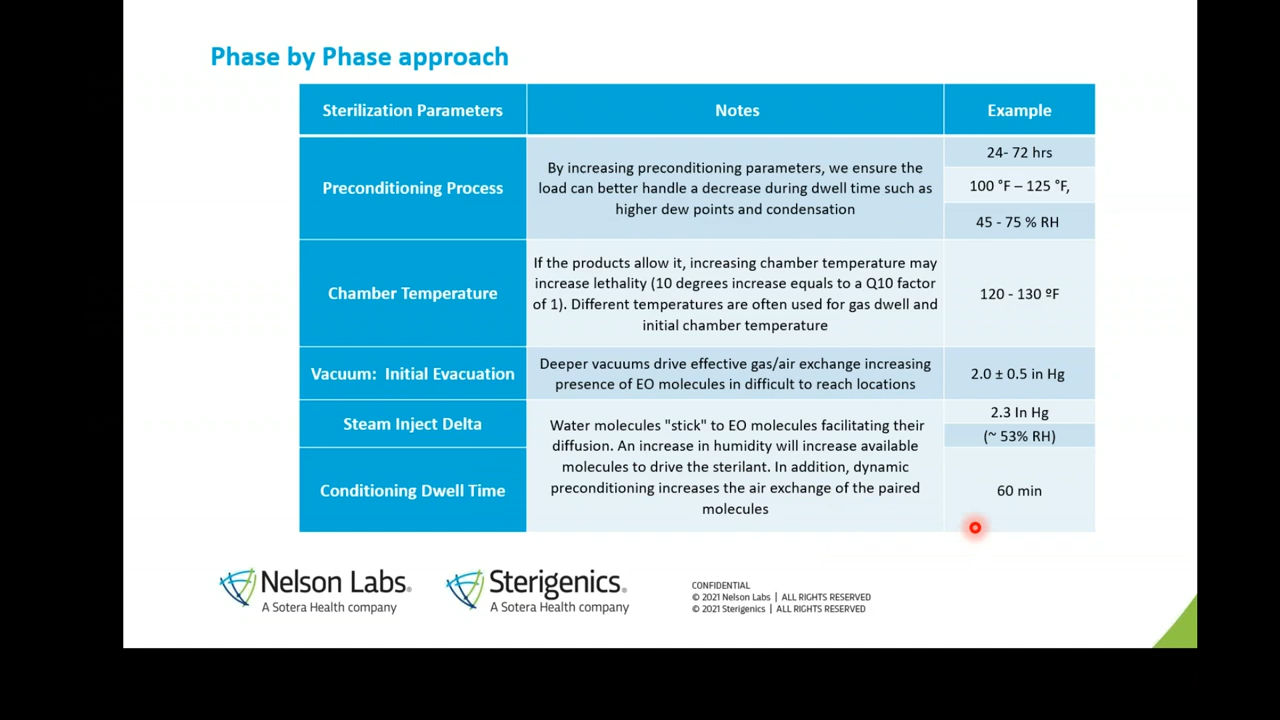 Phase by Phase approach
Sterilization Parameters
Notes
Example
Preconditioning Process
By increasing preconditioning parameters, we ensure the
load can better handle a decrease during dwell time such as
higher dew points and condensation
24- 72 hrs
100 °F – 125 °F,
45 - 75 % RH
Chamber Temperature
If the products allow it, increasing chamber temperature may
increase lethality (10 degrees increase equals to a Q10 factor
of 1). Different temperatures are often used for gas dwell and
initial chamber temperature
120 - 130 ºF
Vacuum: Initial Evacuation
Deeper vacuums drive effective gas/air exchange increasing
presence of EO molecules in difficult to reach locations
2.0 ± 0.5 in Hg
Steam Inject Delta
Water molecules "stick" to EO molecules facilitating their
diffusion. An increase in humidity will increase available
molecules to drive the sterilant. In addition, dynamic
preconditioning increases the air exchange of the paired
molecules
2.3 In Hg
(~ 53% RH)
Conditioning Dwell Time
60 min
Nelson Labs®
A Sotera Health company
Sterigenics®
A Sotera Health company
CONFIDENTIAL
© 2021 Nelson Labs | ALL RIGHTS RESERVED
© 2021 Sterigenics | ALL RIGHTS RESERVED